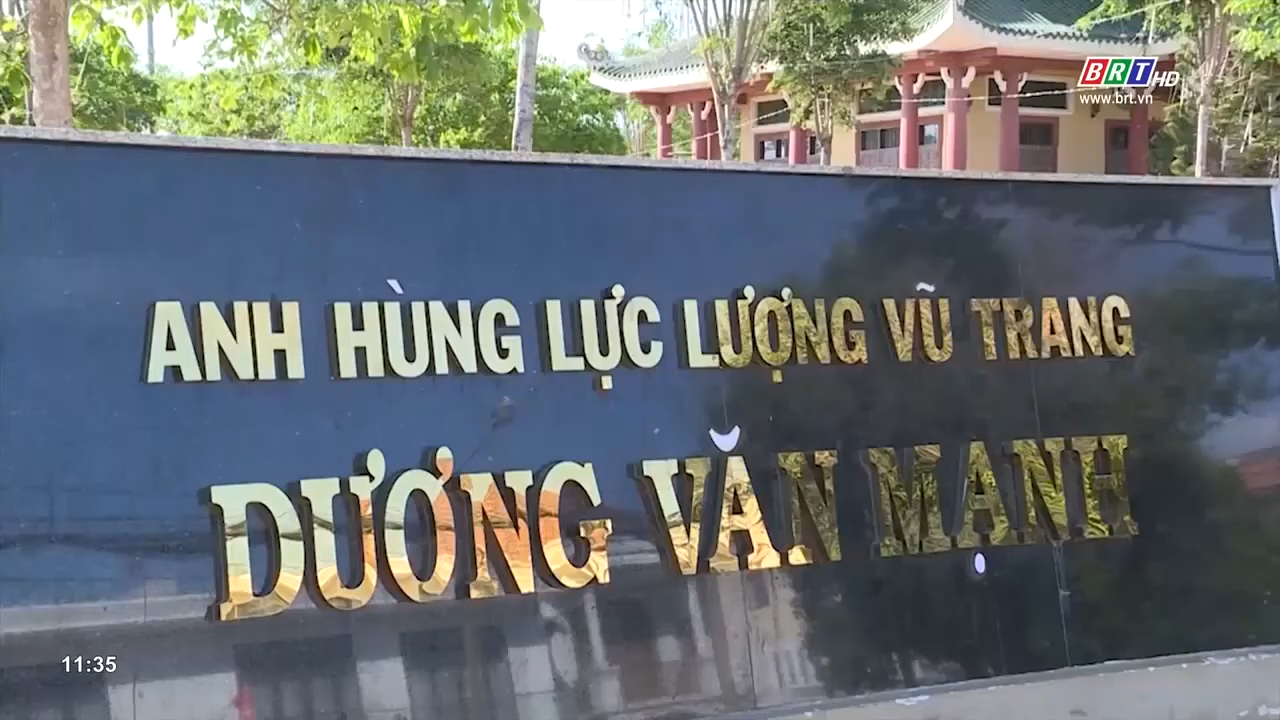 BRT HD
www.brt.vn
ANH HÙNG LỰC LƯỢNG VŨ TRANG
DƯƠNG VĂN MẠNH
11:35